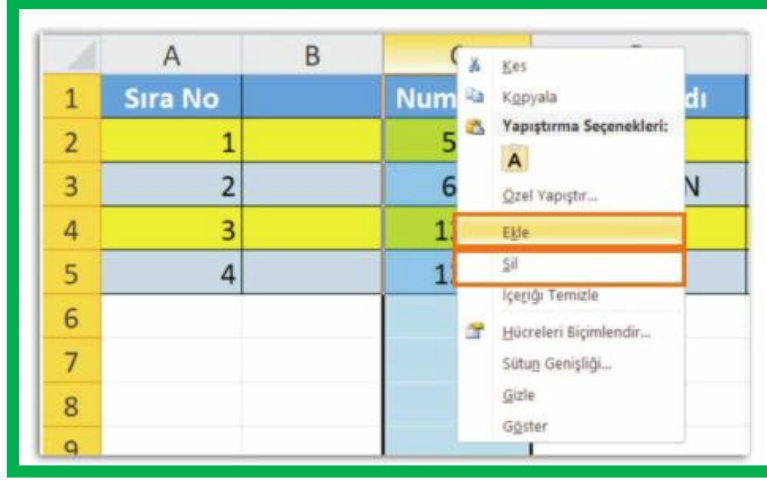 A B
1 Sıra No Num dı
2 1 5
3 2 6 N
4 3 1
5 4 1
6
7
8
9
Kes
Kopyala
Yapıştırma Seçenekleri:
A
Özel Yapıştır...
Ekle
Sil
İçeriği Temizle
Hücreleri Biçimlendir...
Sütun Genişliği...
Gizle
Göster